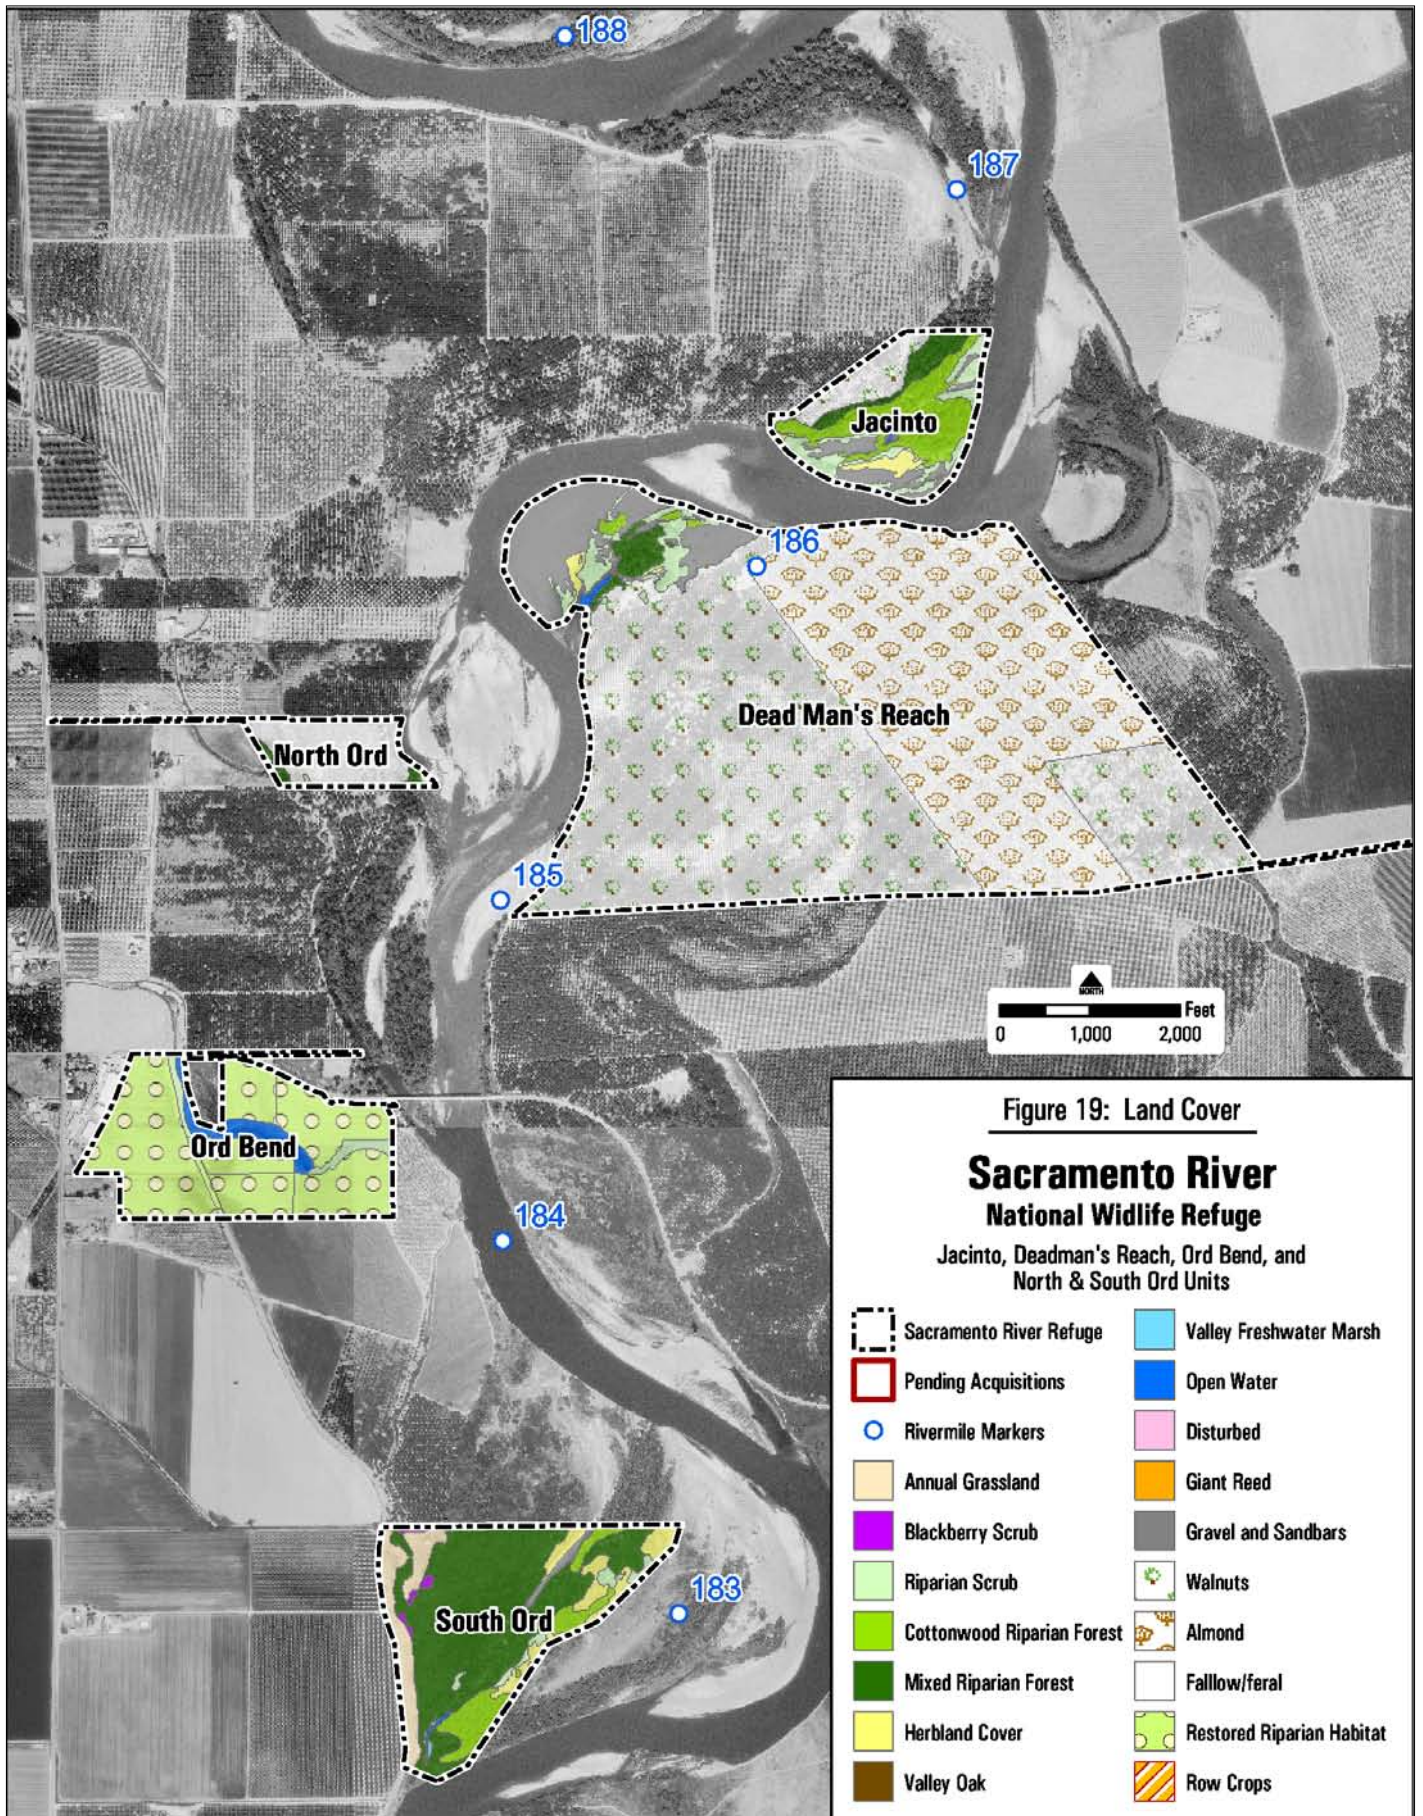 188
187
Jacinto
186
Dead Man's Reach
North Ord
185
NORTH
Feet
0 1,000 2,000
Ord Bend
184
South Ord
183
Figure 19: Land Cover
Sacramento River
National Widlife Refuge
Jacinto, Deadman's Reach, Ord Bend, and
North & South Ord Units
Sacramento River Refuge
Pending Acquisitions
Rivermile Markers
Annual Grassland
Blackberry Scrub
Riparian Scrub
Cottonwood Riparian Forest
Mixed Riparian Forest
Herbland Cover
Valley Oak
Valley Freshwater Marsh
Open Water
Disturbed
Giant Reed
Gravel and Sandbars
Walnuts
Almond
Falllow/feral
Restored Riparian Habitat
Row Crops